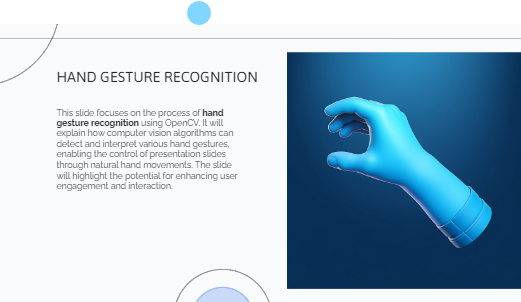 HAND GESTURE RECOGNITION
This slide focuses on the process of hand
gesture recognition using OpenCV. It will
explain how computer vision algorithms can
detect and interpret various hand gestures,
enabling the control of presentation slides
through natural hand movements. The slide
will highlight the potential for enhancing user
engagement and interaction.